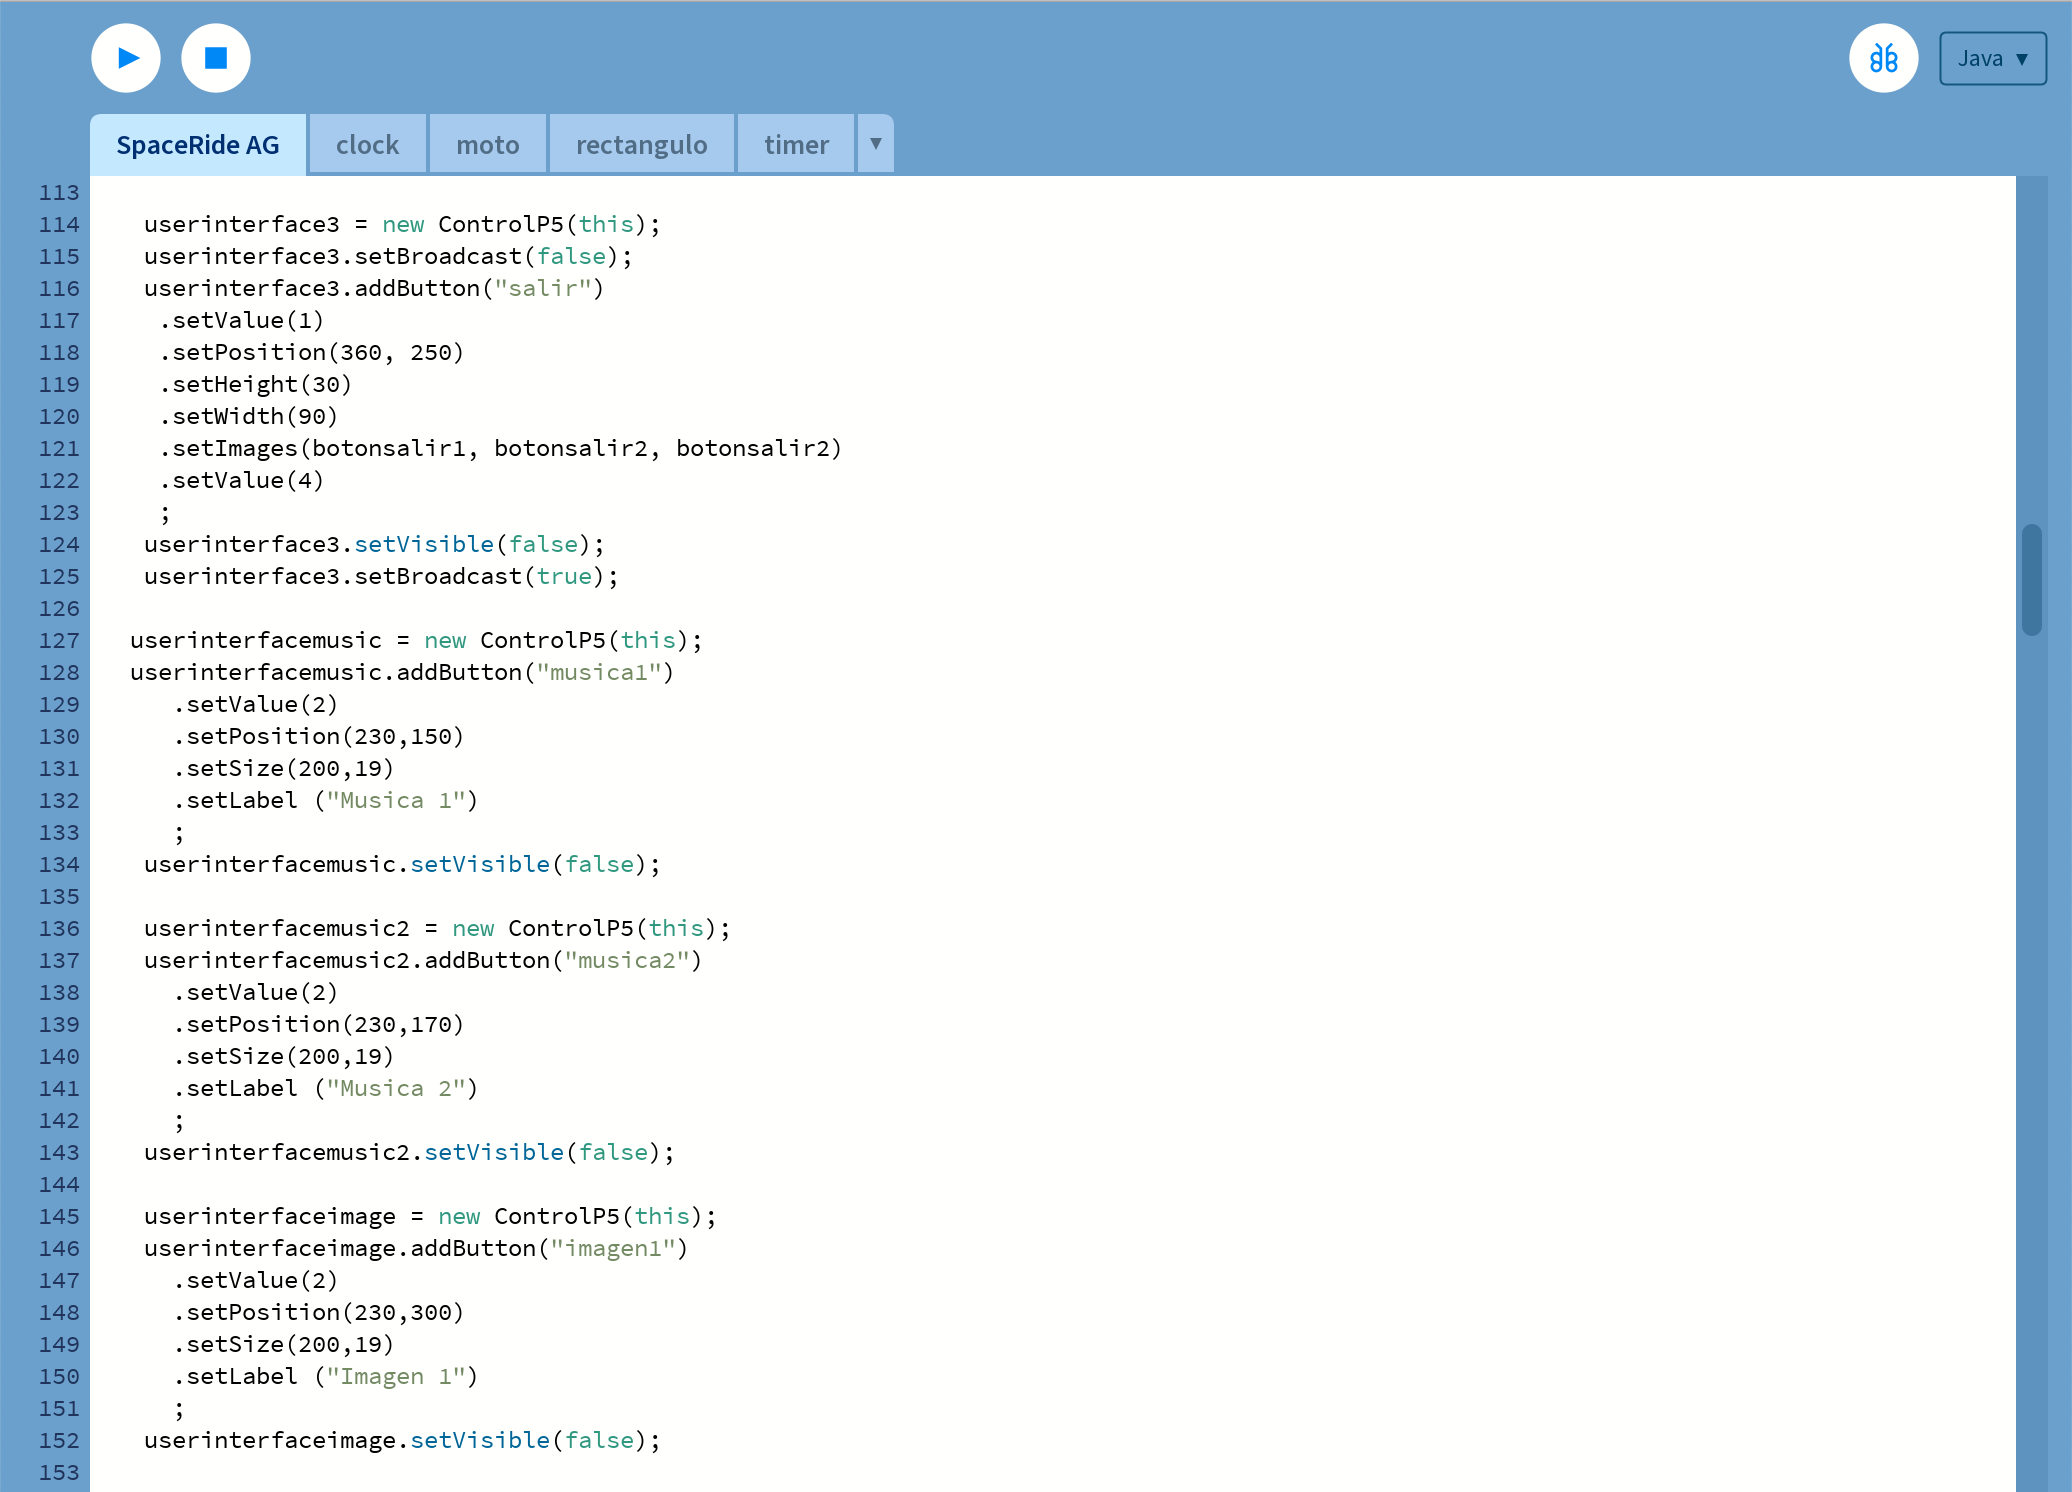 Java ▼
SpaceRide AG clock moto rectangulo timer ▼
113
114 userinterface3 = new ControlP5(this);
115 userinterface3.setBroadcast(false);
116 userinterface3.addButton("salir")
117 .setValue(1)
118 .setPosition(360, 250)
119 .setHeight(30)
120 .setWidth(90)
121 .setImages(botonsalir1, botonsalir2, botonsalir2)
122 .setValue(4)
123 ;
124 userinterface3.setVisible(false);
125 userinterface3.setBroadcast(true);
126
127 userinterfacemusic = new ControlP5(this);
128 userinterfacemusic.addButton("musica1")
129 .setValue(2)
130 .setPosition(230,150)
131 .setSize(200,19)
132 .setLabel ("Musica 1")
133 ;
134 userinterfacemusic.setVisible(false);
135
136 userinterfacemusic2 = new ControlP5(this);
137 userinterfacemusic2.addButton("musica2")
138 .setValue(2)
139 .setPosition(230,170)
140 .setSize(200,19)
141 .setLabel ("Musica 2")
142 ;
143 userinterfacemusic2.setVisible(false);
144
145 userinterfaceimage = new ControlP5(this);
146 userinterfaceimage.addButton("imagen1")
147 .setValue(2)
148 .setPosition(230,300)
149 .setSize(200,19)
150 .setLabel ("Imagen 1")
151 ;
152 userinterfaceimage.setVisible(false);
153